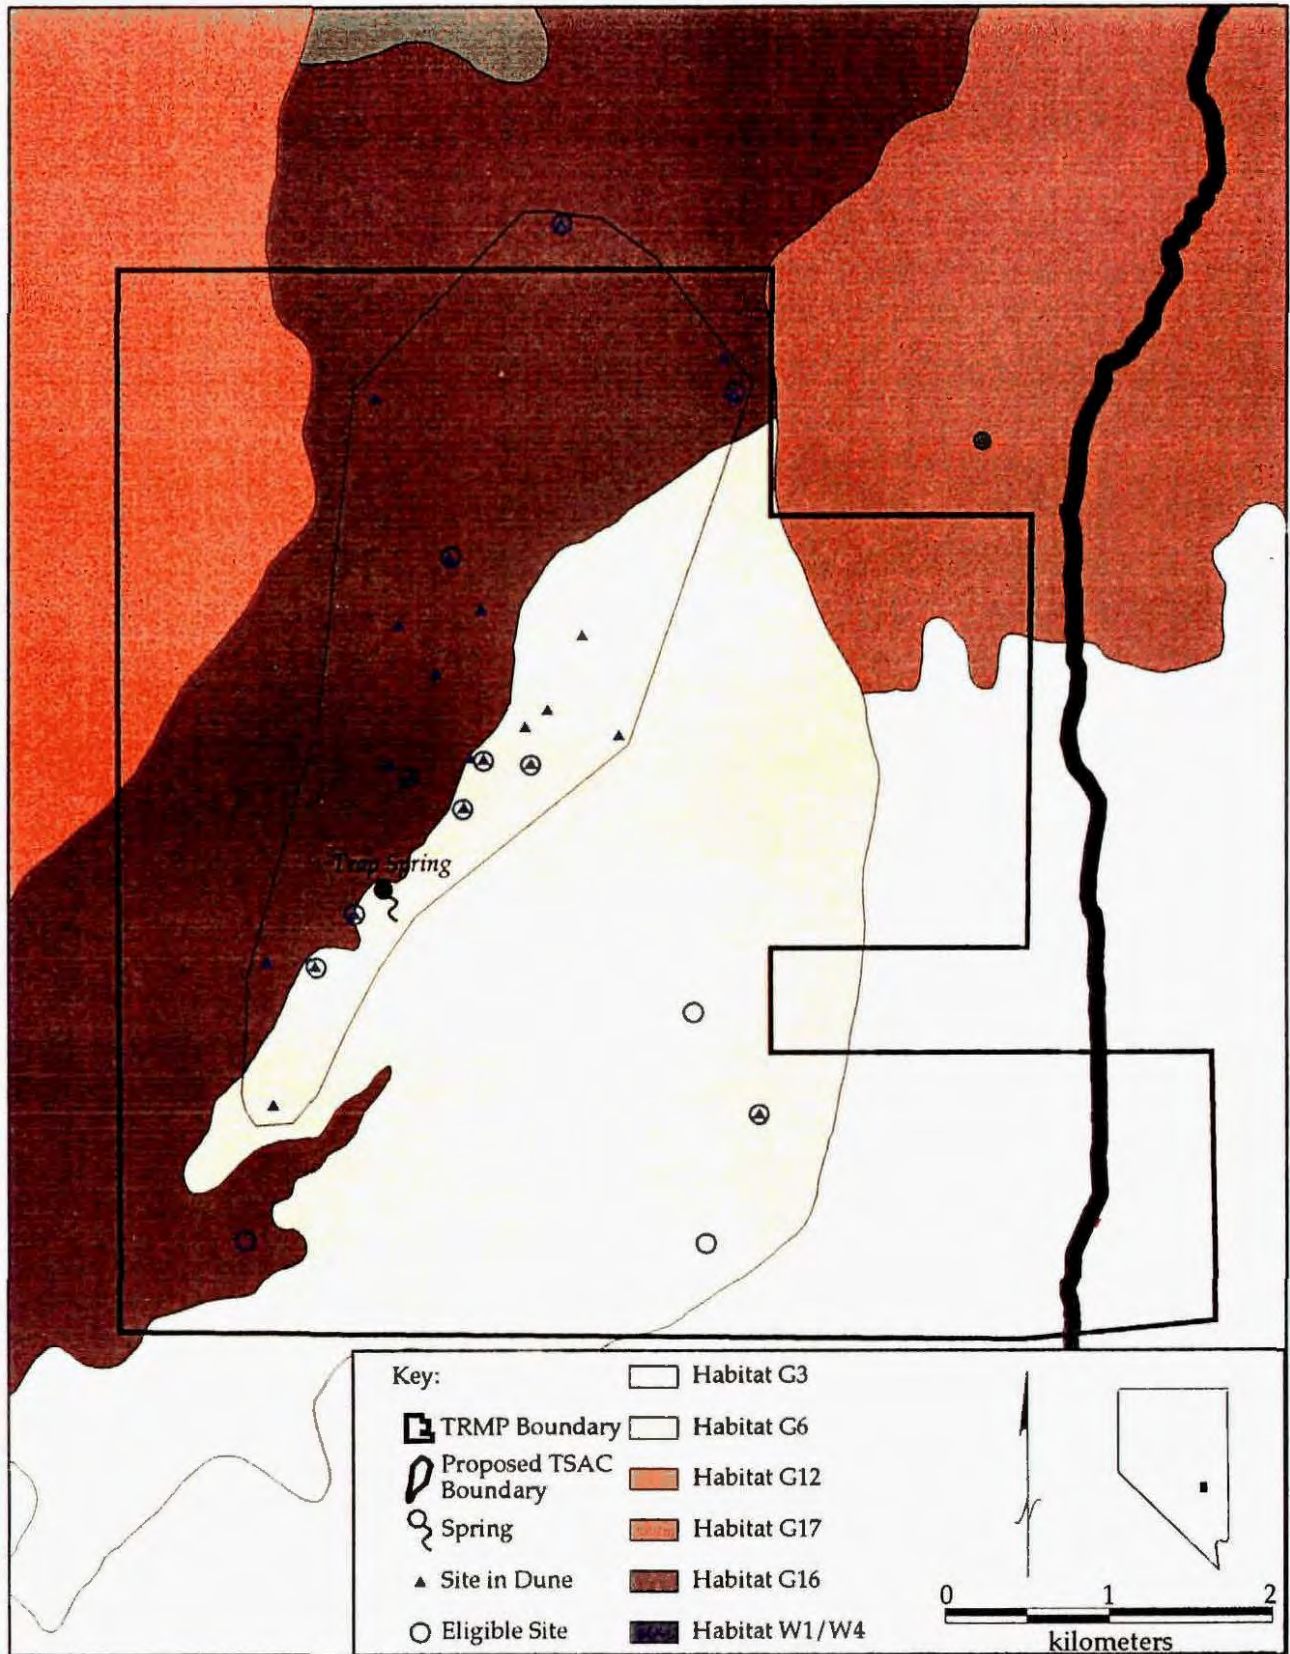 Trap Spring
Key:
TRMP Boundary
Proposed TSAC
Boundary
Spring
Site in Dune
Eligible Site
Habitat G3
Habitat G6
Habitat G12
Habitat G17
Habitat G16
Habitat W1/W4
0 1 2
kilometers